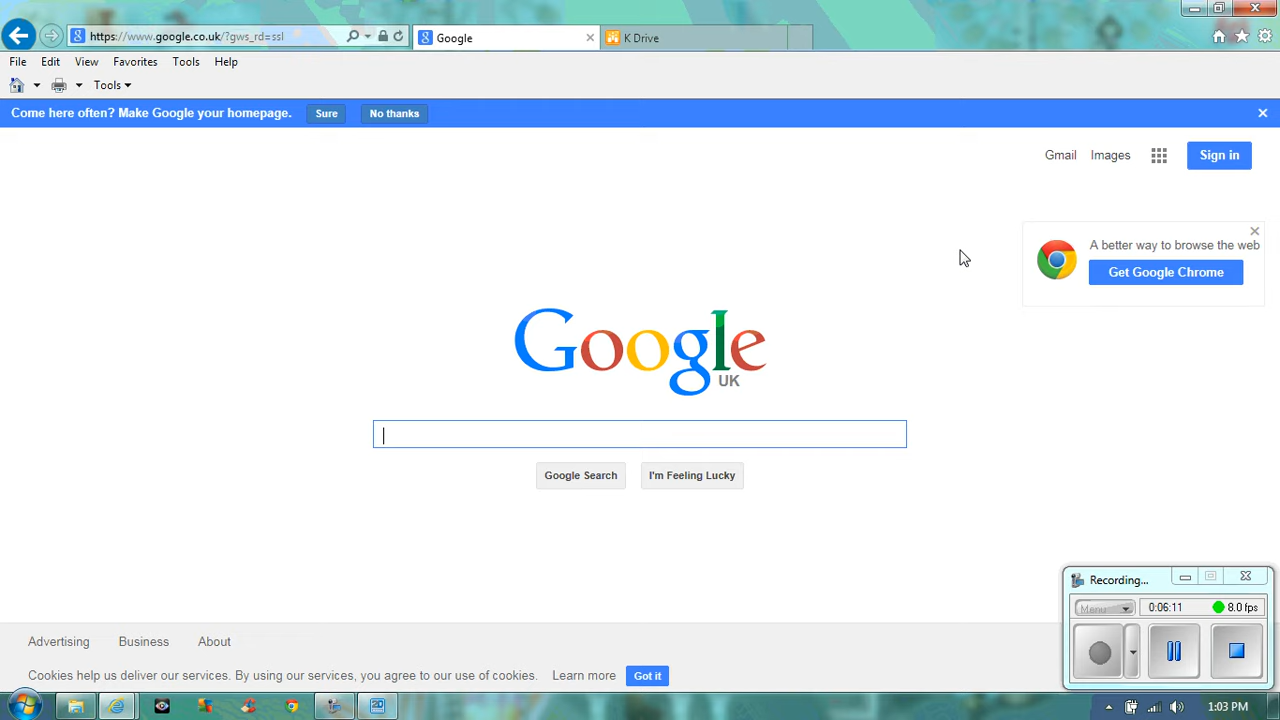 https://www.google.co.uk/?gws_rd=ssl
Google
K Drive
File Edit View Favorites Tools Help
Tools
Come here often? Make Google your homepage. Sure No thanks
Gmail Images Sign in
A better way to browse the web
Get Google Chrome
Google
UK
Google Search I'm Feeling Lucky
Recording...
Menu 0:06:11 8.0 fps
Advertising Business About
Cookies help us deliver our services. By using our services, you agree to our use of cookies. Learn more Got it
1:03 PM